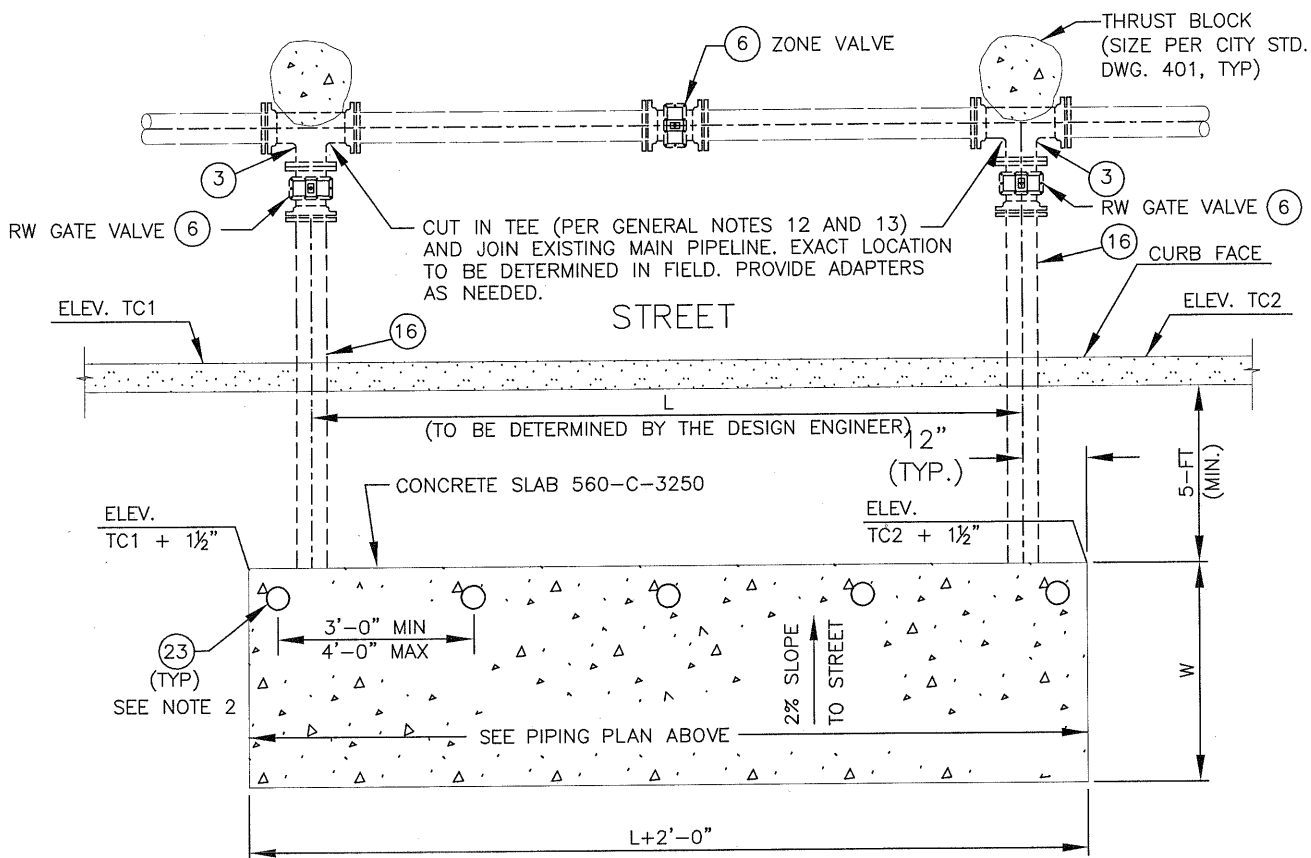 6 ZONE VALVE
THRUST BLOCK
(SIZE PER CITY STD.
DWG. 401, TYP)
3
3
RW GATE VALVE 6
RW GATE VALVE 6
CUT IN TEE (PER GENERAL NOTES 12 AND 13)
AND JOIN EXISTING MAIN PIPELINE. EXACT LOCATION
TO BE DETERMINED IN FIELD. PROVIDE ADAPTERS
AS NEEDED.
16
CURB FACE
ELEV. TC1
STREET
ELEV. TC2
16
L
(TO BE DETERMINED BY THE DESIGN ENGINEER)
12"
(TYP.)
5-FT
(MIN.)
CONCRETE SLAB 560-C-3250
ELEV.
TC1 + 1½"
ELEV.
TC2 + 1½"
3'-0" MIN
4'-0" MAX
23
(TYP)
SEE NOTE 2
2% SLOPE
TO STREET
W
SEE PIPING PLAN ABOVE
L+2'-0"